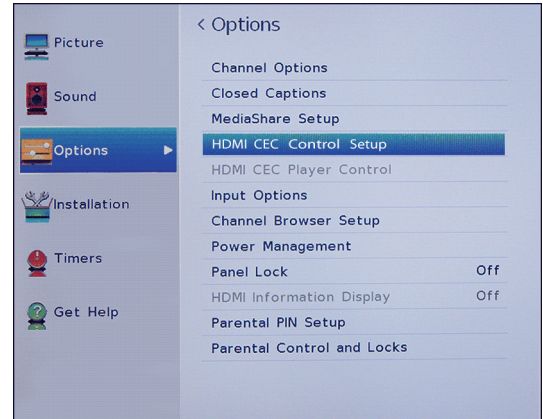 Picture
Sound
Options
Installation
Timers
Get Help
< Options
Channel Options
Closed Captions
MediaShare Setup
HDMI CEC Control Setup
HDMI CEC Player Control
Input Options
Channel Browser Setup
Power Management
Panel Lock Off
HDMI Information Display Off
Parental PIN Setup
Parental Control and Locks